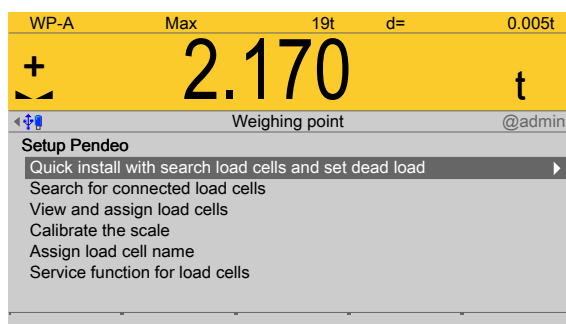 WP-A Max 19t d= 0.005t
+ 2.170 t
Weighing point @admin
Setup Pendeo
Quick install with search load cells and set dead load
Search for connected load cells
View and assign load cells
Calibrate the scale
Assign load cell name
Service function for load cells